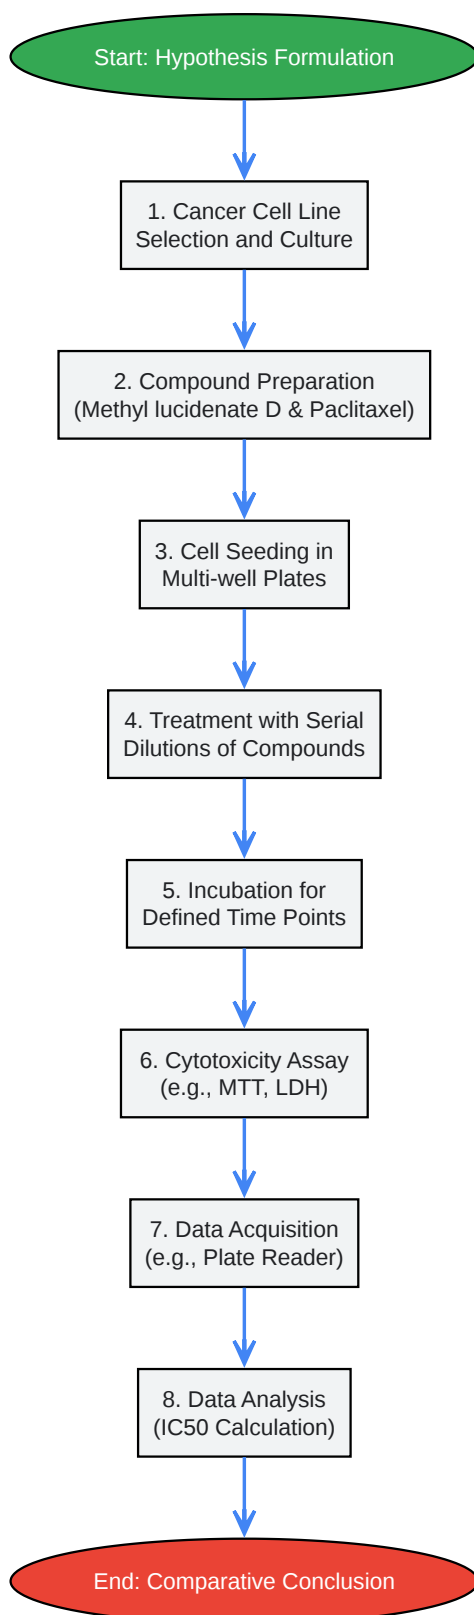 Start: Hypothesis Formulation
1. Cancer Cell Line
Selection and Culture
2. Compound Preparation
(Methyl lucidenate D & Paclitaxel)
3. Cell Seeding in
Multi-well Plates
4. Treatment with Serial
Dilutions of Compounds
5. Incubation for
Defined Time Points
6. Cytotoxicity Assay
(e.g., MTT, LDH)
7. Data Acquisition
(e.g., Plate Reader)
8. Data Analysis
(IC50 Calculation)
End: Comparative Conclusion